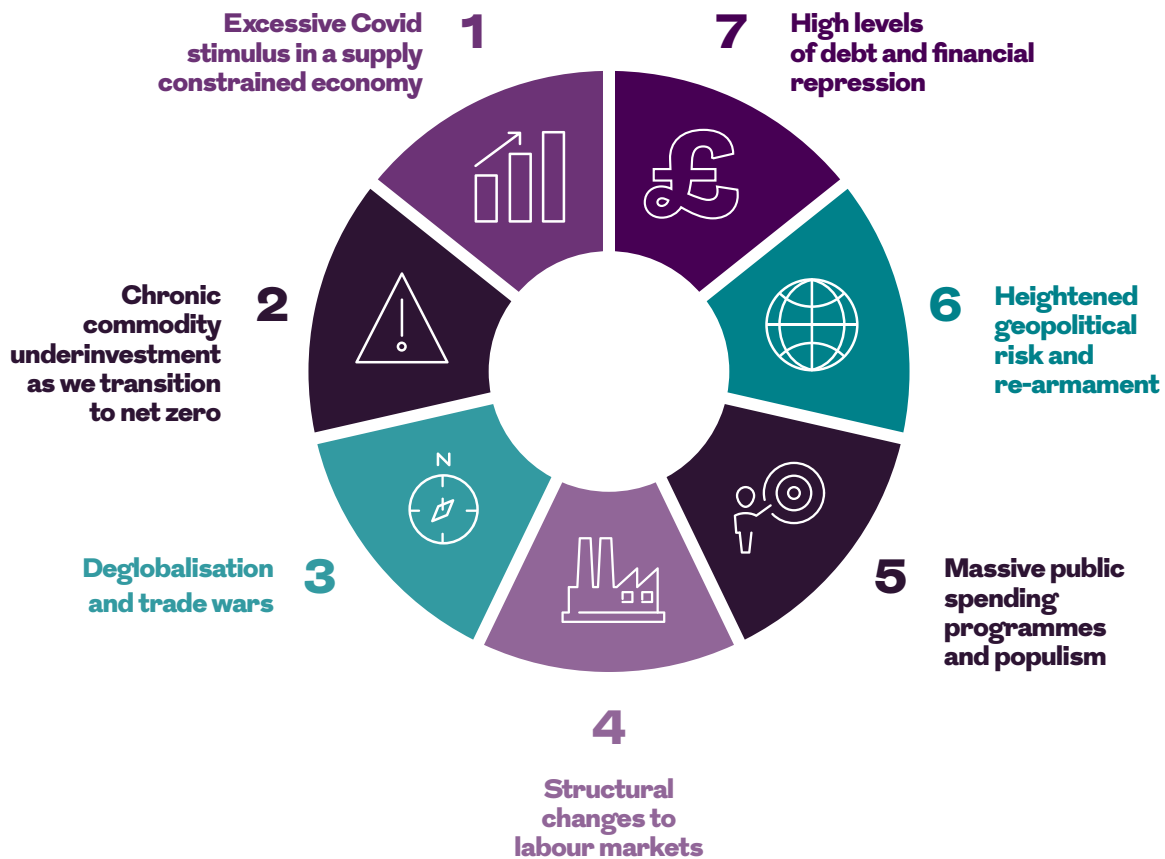 1
Excessive Covid
stimulus in a supply
constrained economy
2
Chronic
commodity
underinvestment
as we transition
to net zero
3
Deglobalisation
and trade wars
N
4
Structural
changes to
labour markets
5
Massive public
spending
programmes
and populism
6
Heightened
geopolitical
risk and
re-armament
7
High levels
of debt and financial
repression
£